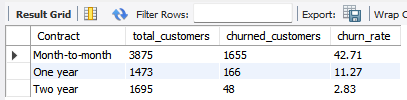 Result Grid Filter Rows: Export: Wrap C
Contract total_customers churned_customers churn_rate
Month-to-month 3875 1655 42.71
One year 1473 166 11.27
Two year 1695 48 2.83